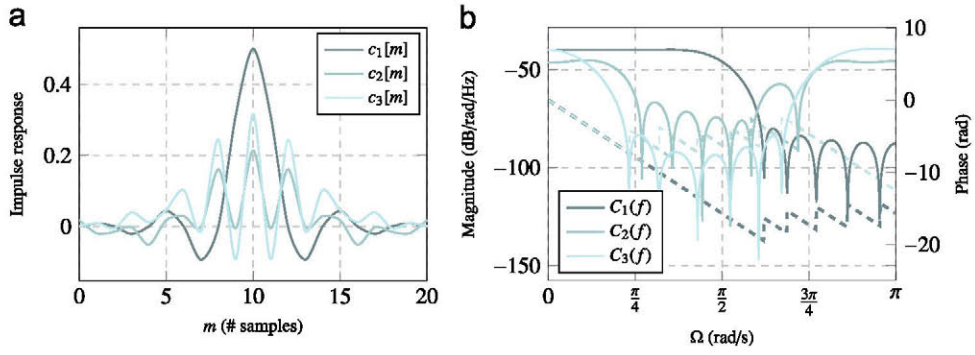 a
Impulse response
0.4
0.2
0
c₁[m]
c₂[m]
c₃[m]
0 5 10 15 20
m (# samples)
b
Magnitude (dB/rad/Hz)
−50
−100
−150
C₁(f)
C₂(f)
C₃(f)
0 π/4 π/2 3π/4 π
Ω (rad/s)
10
0
−10
−20
Phase (rad)